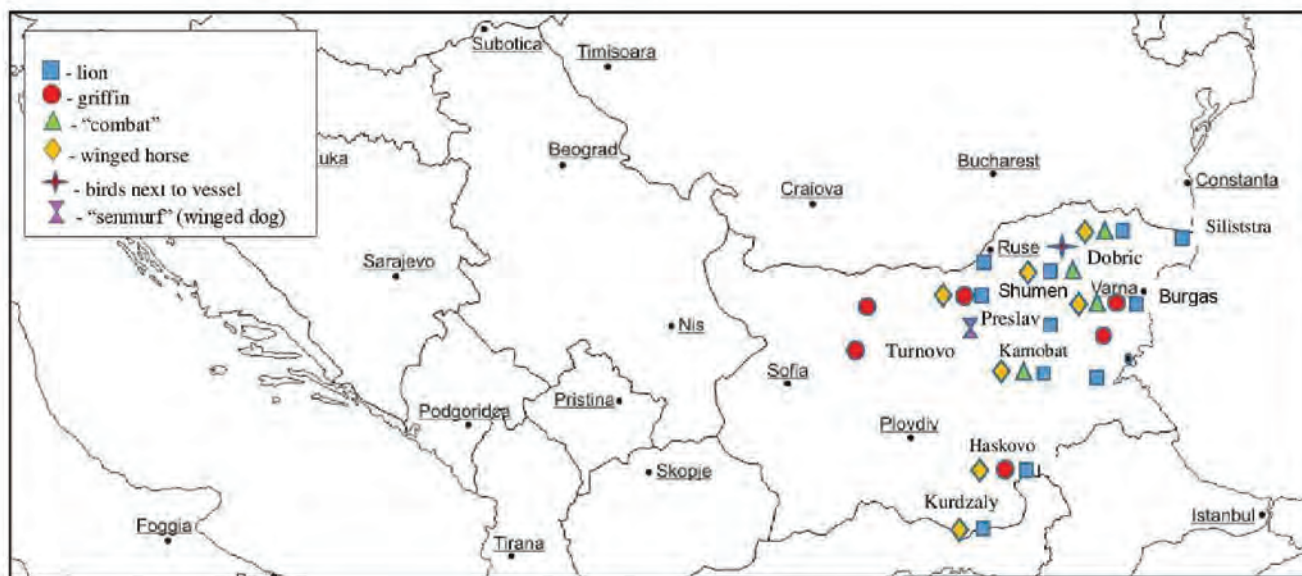 - lion
- griffin
- “combat”
- winged horse
- birds next to vessel
- “senmurf” (winged dog)
Subotica
Timisoara
uka
Beograd
Bucharest
Craiova
Constanta
Siliststra
Ruse
Dobric
Sarajevo
Shumen
Varna
Burgas
Preslav
Nis
Turnovo
Kamobat
Sofia
Pristina
Podgoridza
Plovdiv
Haskovo
Skopje
Kurdzaly
Istanbul
Foggia
Tirana